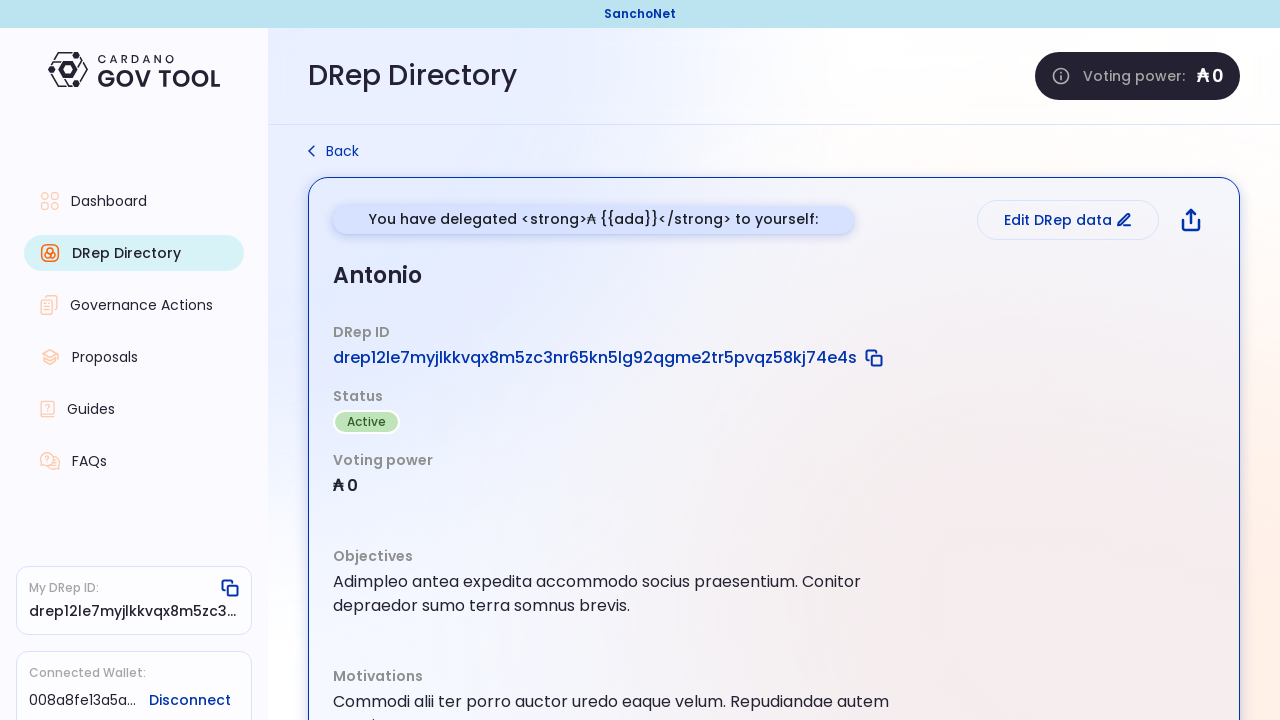 SanchoNet
CARDANO
GOV TOOL
DRep Directory
Voting power: ₳ 0
Back
Dashboard
DRep Directory
Governance Actions
Proposals
Guides
FAQs
You have delegated <strong>₳ {{ada}}</strong> to yourself:
Edit DRep data
Antonio
DRep ID
drep12le7myjlkkvqx8m5zc3nr65kn5lg92qgme2tr5pvqz58kj74e4s
Status
Active
Voting power
₳ 0
Objectives
Adimpleo antea expedita accommodo socius praesentium. Conitor
depraedor sumo terra somnus brevis.
Motivations
Commodi alii ter porro auctor uredo eaque velum. Repudiandae autem
My DRep ID:
drep12le7myjlkkvqx8m5zc3...
Connected Wallet:
008a8fe13a5a... Disconnect